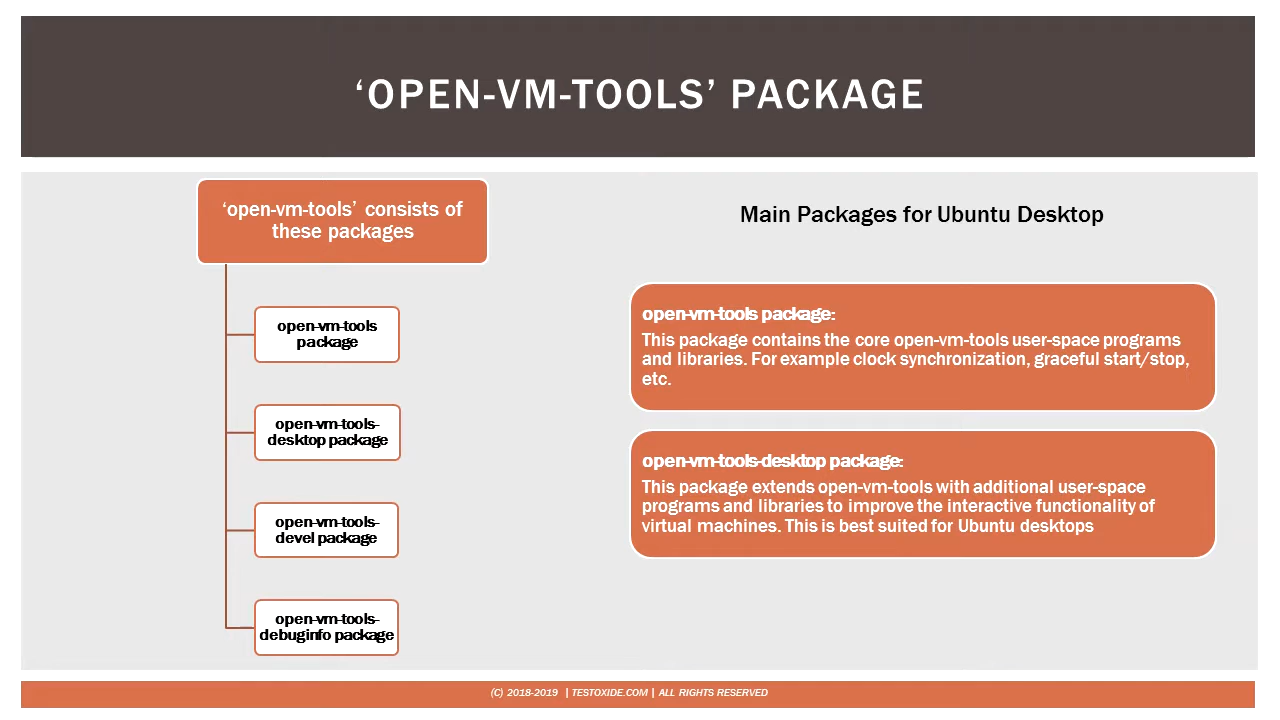 ‘OPEN-VM-TOOLS’ PACKAGE
‘open-vm-tools’ consists of
these packages
open-vm-tools
package
open-vm-tools-
desktop package
open-vm-tools-
devel package
open-vm-tools-
debuginfo package
Main Packages for Ubuntu Desktop
open-vm-tools package:
This package contains the core open-vm-tools user-space programs
and libraries. For example clock synchronization, graceful start/stop,
etc.
open-vm-tools-desktop package:
This package extends open-vm-tools with additional user-space
programs and libraries to improve the interactive functionality of
virtual machines. This is best suited for Ubuntu desktops
(C) 2018-2019 | TESTOXIDE.COM | ALL RIGHTS RESERVED